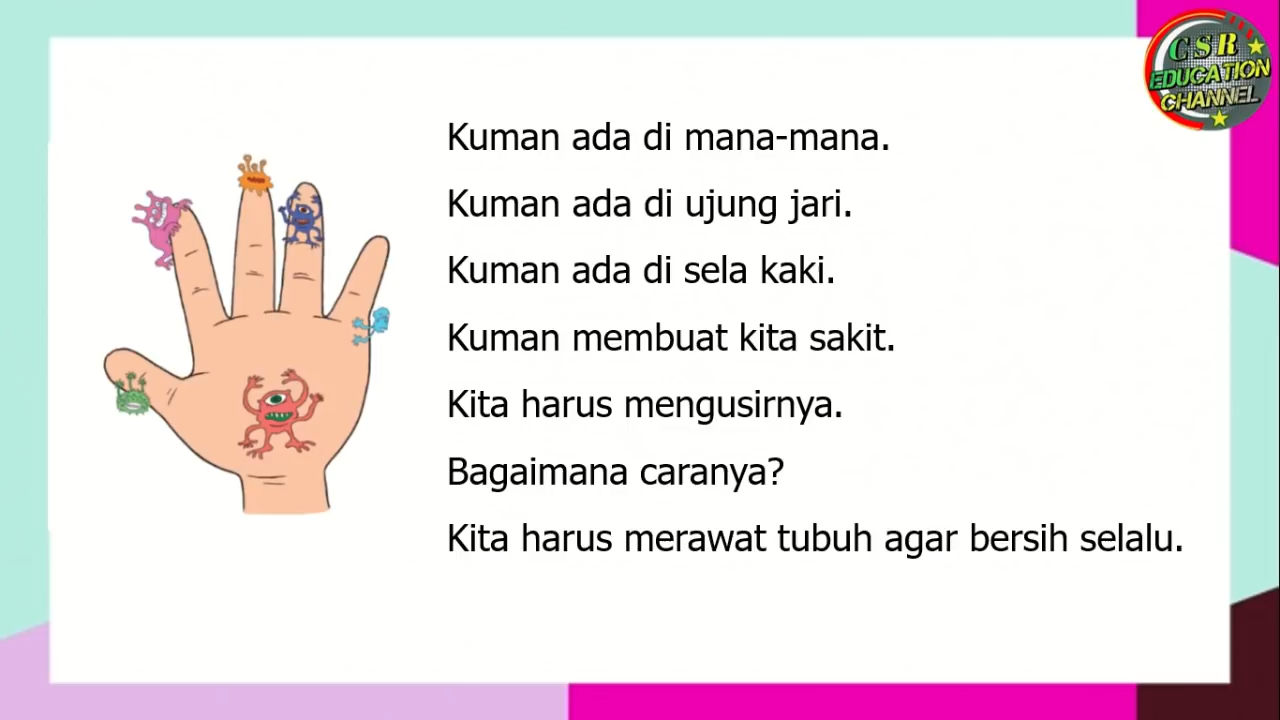 CSR
EDUCATION
CHANNEL
Kuman ada di mana-mana.
Kuman ada di ujung jari.
Kuman ada di sela kaki.
Kuman membuat kita sakit.
Kita harus mengusirnya.
Bagaimana caranya?
Kita harus merawat tubuh agar bersih selalu.